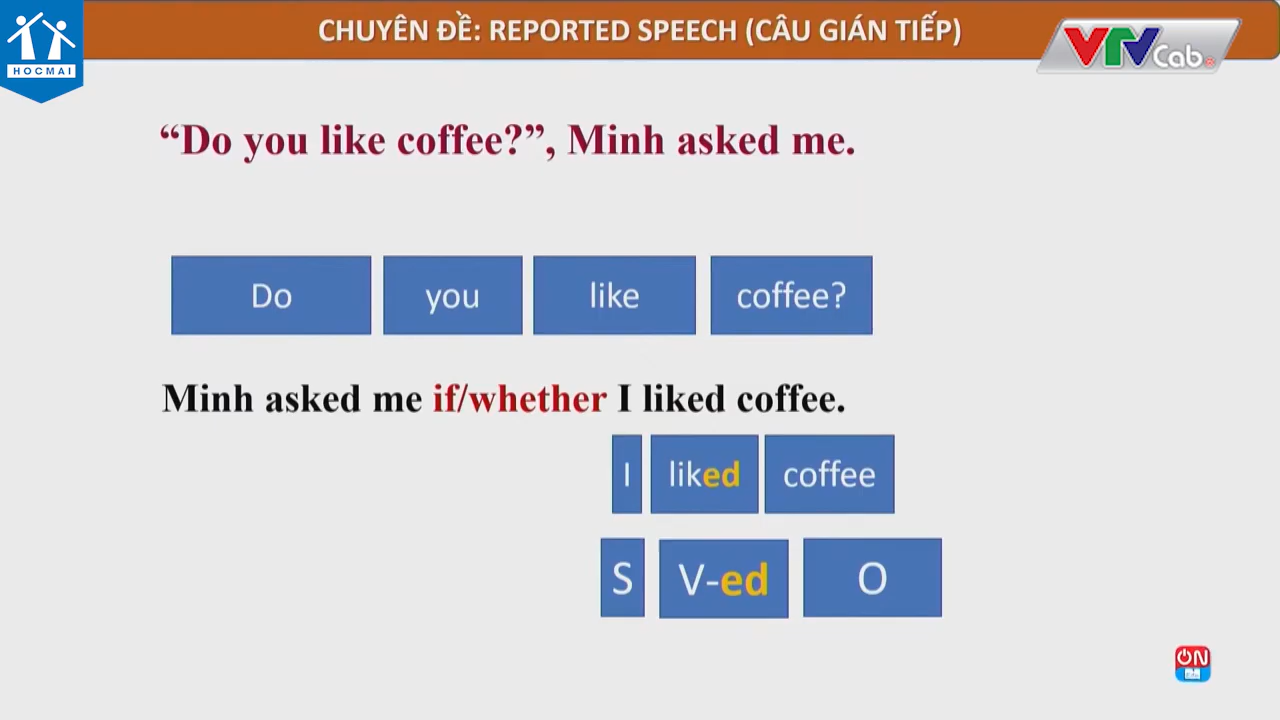 CHUYÊN ĐỀ: REPORTED SPEECH (CÂU GIÁN TIẾP)
HOCMAI
VTVCab
“Do you like coffee?”, Minh asked me.
Do you like coffee?
Minh asked me if/whether I liked coffee.
I liked coffee
S V-ed O
ON